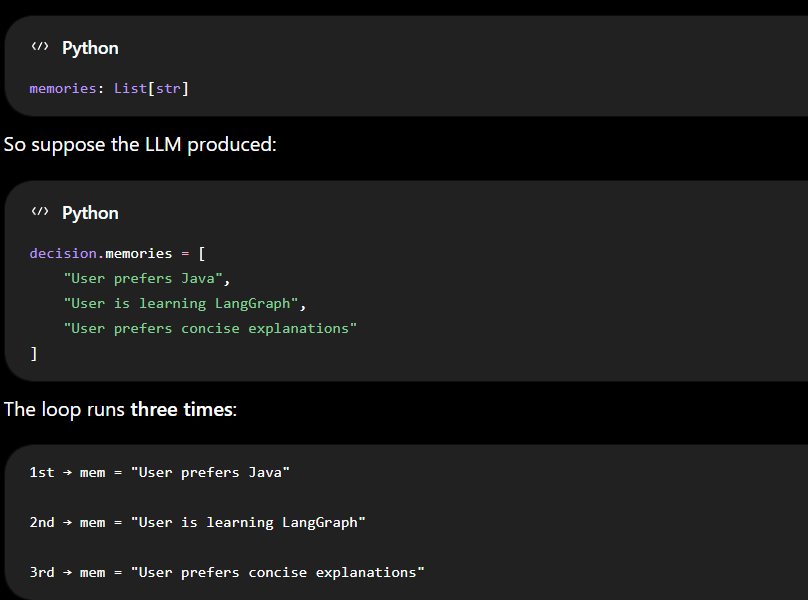 </> Python
memories: List[str]
So suppose the LLM produced:
</> Python
decision.memories = [
    "User prefers Java",
    "User is learning LangGraph",
    "User prefers concise explanations"
]
The loop runs three times:
1st → mem = "User prefers Java"
2nd → mem = "User is learning LangGraph"
3rd → mem = "User prefers concise explanations"